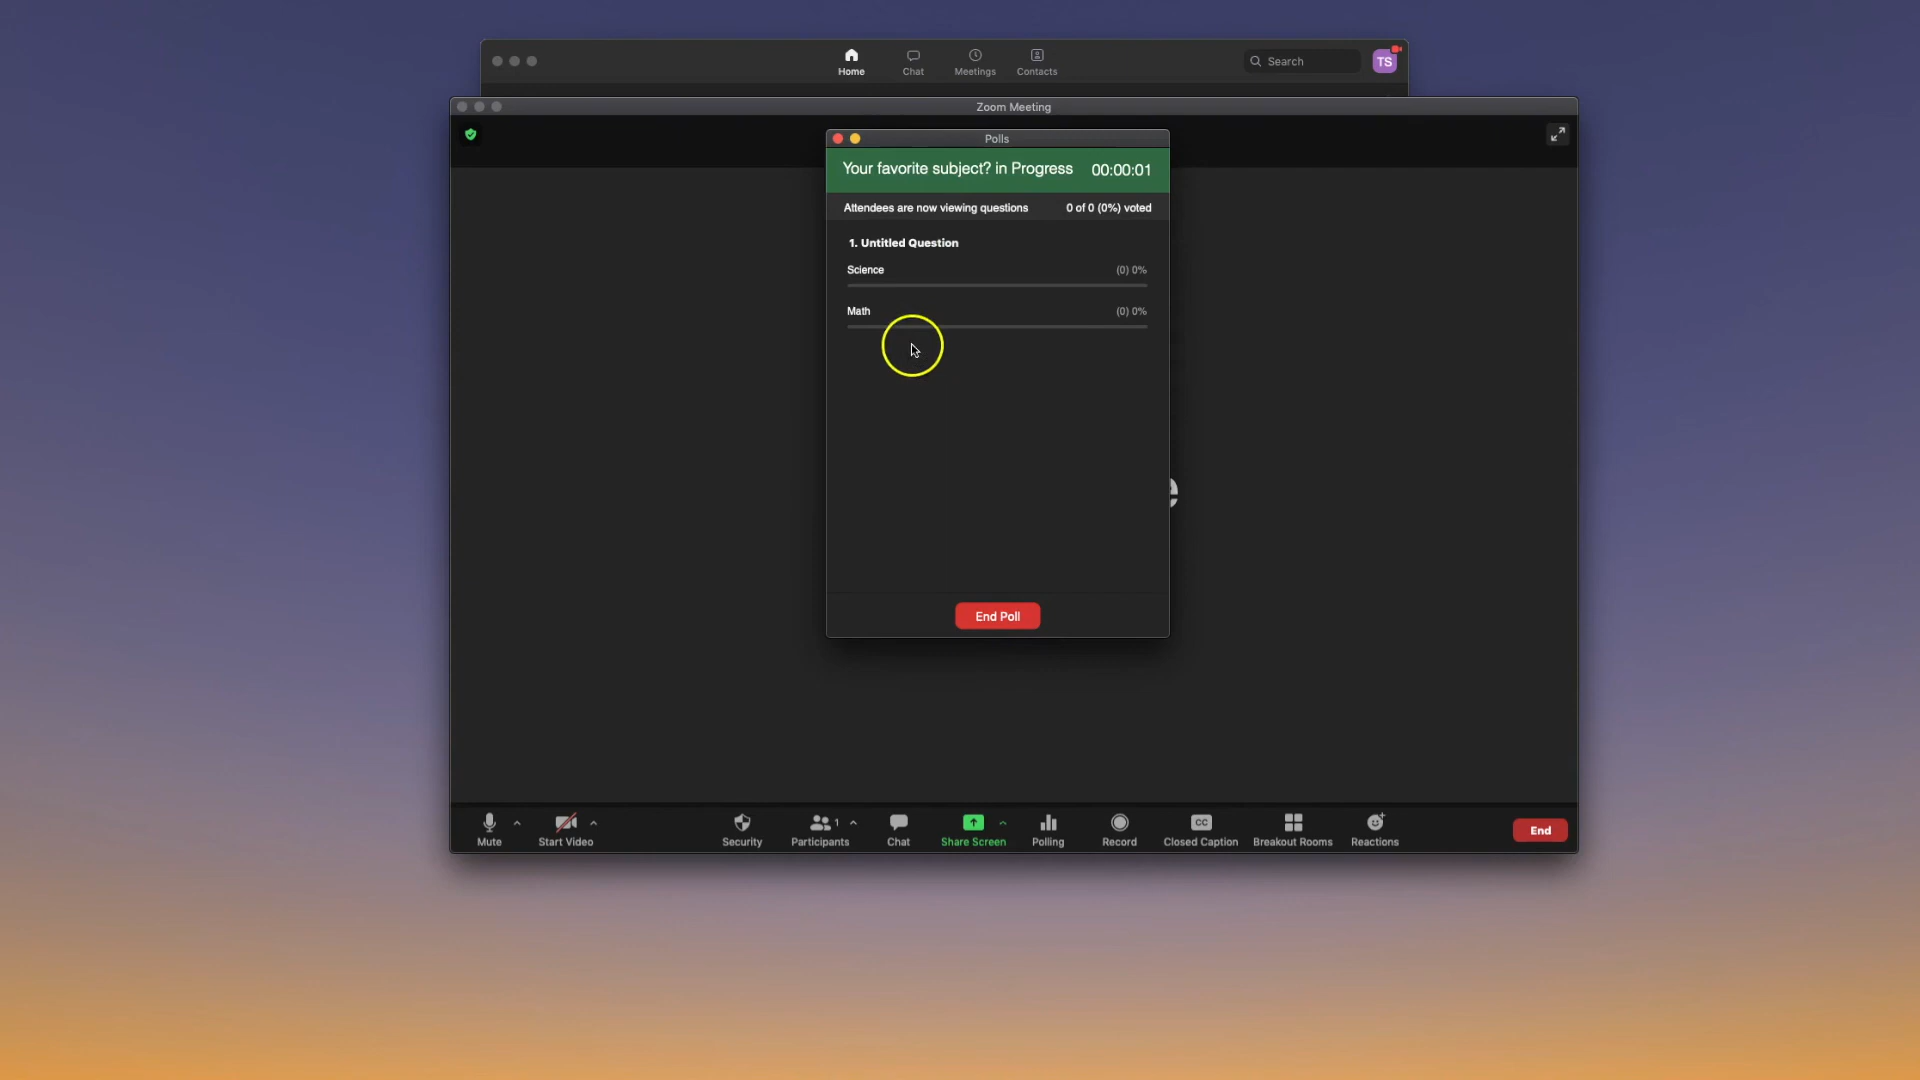 Home
Chat
Meetings
Contacts
Search
TS
Zoom Meeting
Polls
Your favorite subject? in Progress 00:00:01
Attendees are now viewing questions 0 of 0 (0%) voted
1. Untitled Question
Science (0) 0%
Math (0) 0%
e
End Poll
Mute
Start Video
Security
1
Participants
Chat
Share Screen
Polling
Record
CC
Closed Caption
Breakout Rooms
Reactions
End